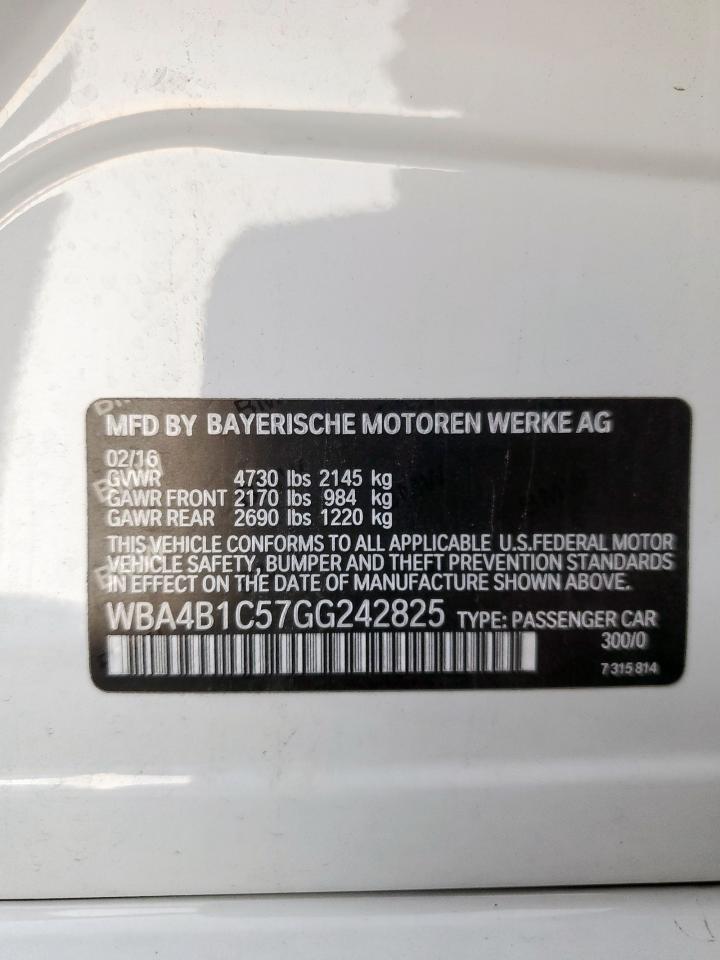 MFD BY BAYERISCHE MOTOREN WERKE AG
02/16
GVWR 4730 lbs 2145 kg
GAWR FRONT 2170 lbs 984 kg
GAWR REAR 2690 lbs 1220 kg
THIS VEHICLE CONFORMS TO ALL APPLICABLE U.S.FEDERAL MOTOR
VEHICLE SAFETY, BUMPER AND THEFT PREVENTION STANDARDS
IN EFFECT ON THE DATE OF MANUFACTURE SHOWN ABOVE.
WBA4B1C57GG242825 TYPE: PASSENGER CAR
300/0
7 315 814